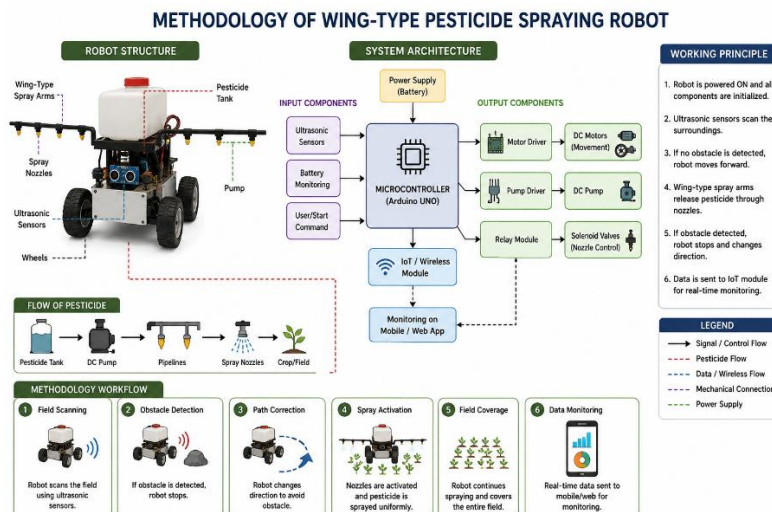 METHODOLOGY OF WING-TYPE PESTICIDE SPRAYING ROBOT
ROBOT STRUCTURE
Wing-Type
Spray Arms
Pesticide
Tank
Spray
Nozzles
Pump
Ultrasonic
Sensors
Wheels
SYSTEM ARCHITECTURE
Power Supply
(Battery)
INPUT COMPONENTS
OUTPUT COMPONENTS
Ultrasonic
Sensors
Battery
Monitoring
User/Start
Command
MICROCONTROLLER
(Arduino UNO)
Motor Driver
DC Motors
(Movement)
Pump Driver
DC Pump
Relay Module
Solenoid Valves
(Nozzle Control)
IoT / Wireless
Module
Monitoring on
Mobile / Web App
WORKING PRINCIPLE
1. Robot is powered ON and all
components are initialized.
2. Ultrasonic sensors scan the
surroundings.
3. If no obstacle is detected,
robot moves forward.
4. Wing-type spray arms
release pesticide through
nozzles.
5. If obstacle detected,
robot stops and changes
direction.
6. Data is sent to IoT module
for real-time monitoring.
LEGEND
Signal / Control Flow
Pesticide Flow
Data / Wireless Flow
Mechanical Connection
Power Supply
FLOW OF PESTICIDE
Pesticide Tank
DC Pump
Pipelines
Spray Nozzles
Crop/Field
METHODOLOGY WORKFLOW
1 Field Scanning
Robot scans the field
using ultrasonic
sensors.
2 Obstacle Detection
If obstacle is detected,
robot stops.
3 Path Correction
Robot changes
direction to avoid
obstacle.
4 Spray Activation
Nozzles are activated
and pesticide is
sprayed uniformly.
5 Field Coverage
Robot continues
spraying and covers
the entire field.
6 Data Monitoring
Real-time data sent to
mobile/web for
monitoring.